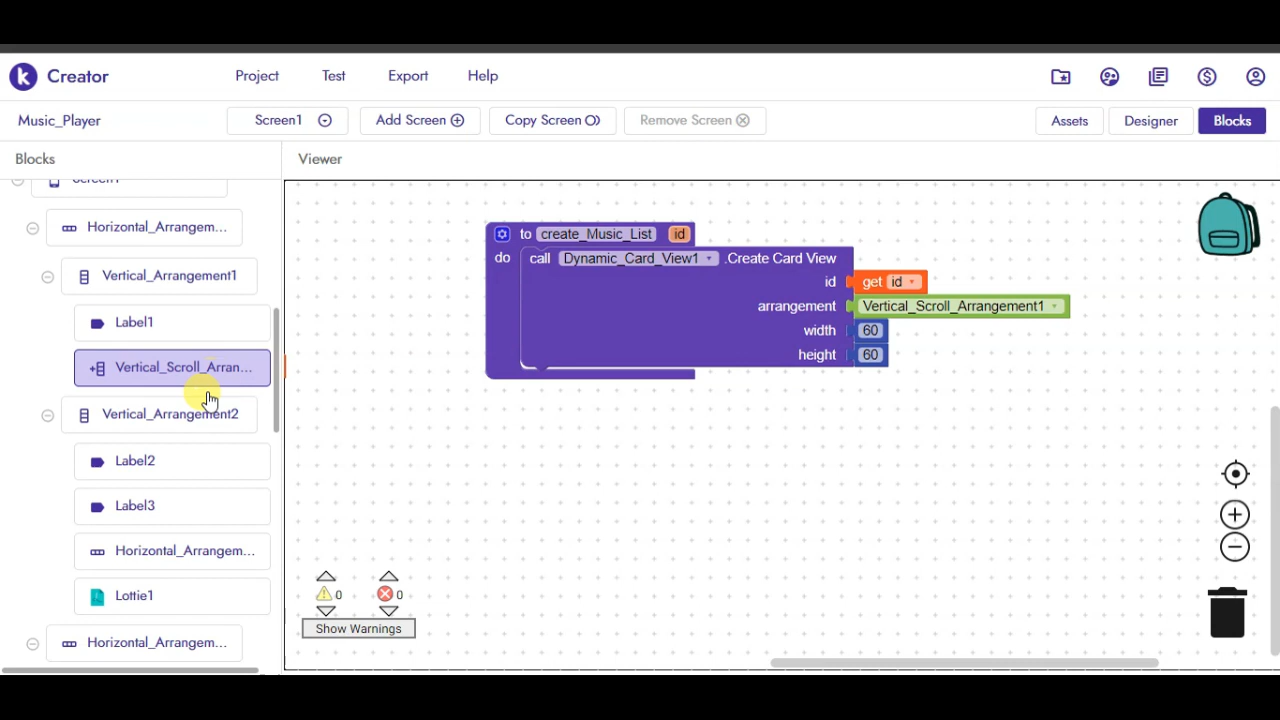 Creator
Project Test Export Help
Music_Player
Screen1
Add Screen
Copy Screen
Remove Screen
Assets
Designer
Blocks
Blocks
Viewer
Screen1
Horizontal_Arrangem...
Vertical_Arrangement1
Label1
Vertical_Scroll_Arran...
Vertical_Arrangement2
Label2
Label3
Horizontal_Arrangem...
Lottie1
Horizontal_Arrangem...
to create_Music_List id
do call Dynamic_Card_View1 .Create Card View
id get id
arrangement Vertical_Scroll_Arrangement1
width 60
height 60
0 0
Show Warnings